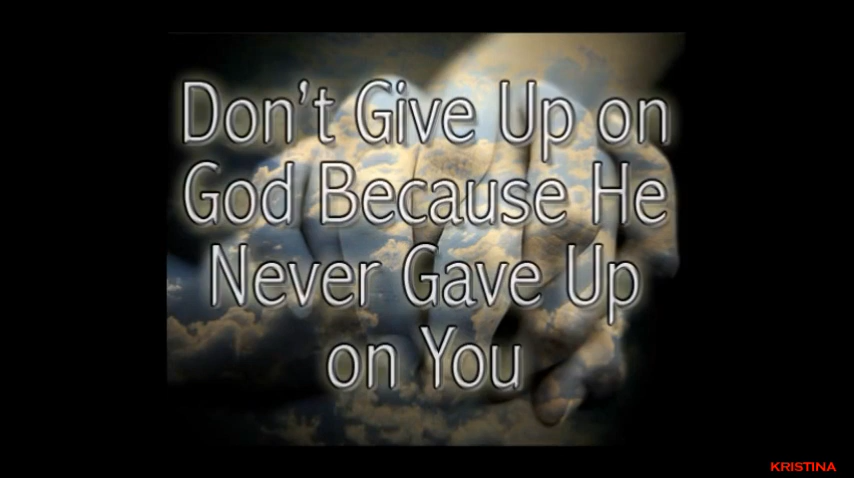 Don't Give Up on
God Because He
Never Gave Up
on You
KRISTINA